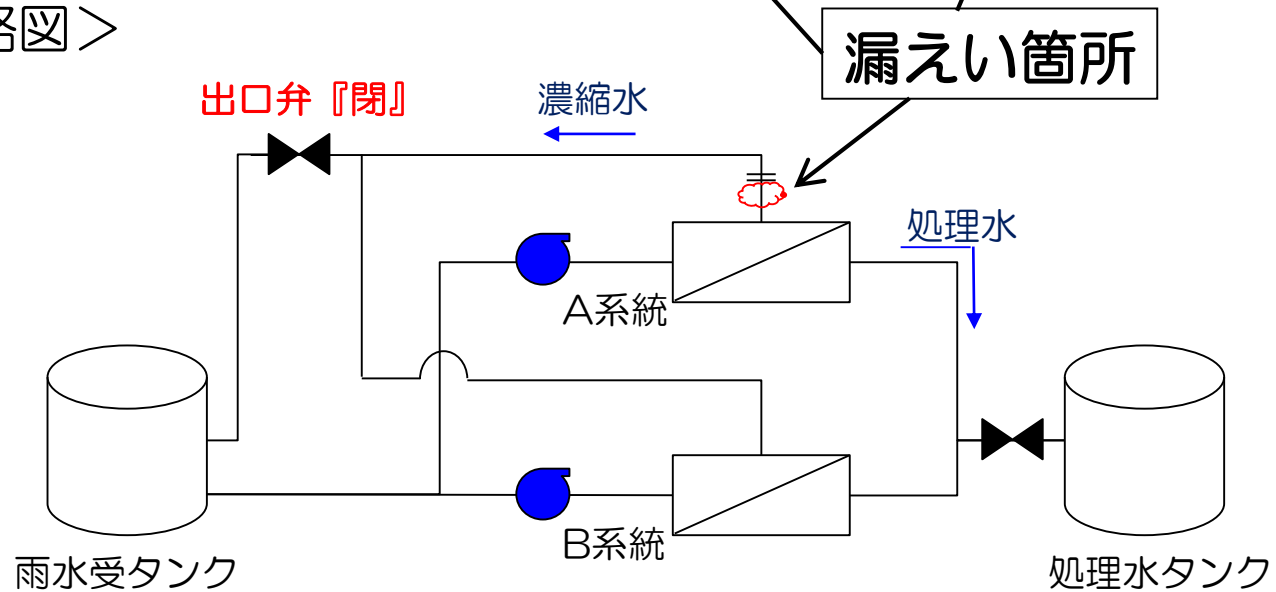 図＞
漏えい箇所
出口弁『閉』
濃縮水
処理水
A系統
B系統
雨水受タンク
処理水タンク